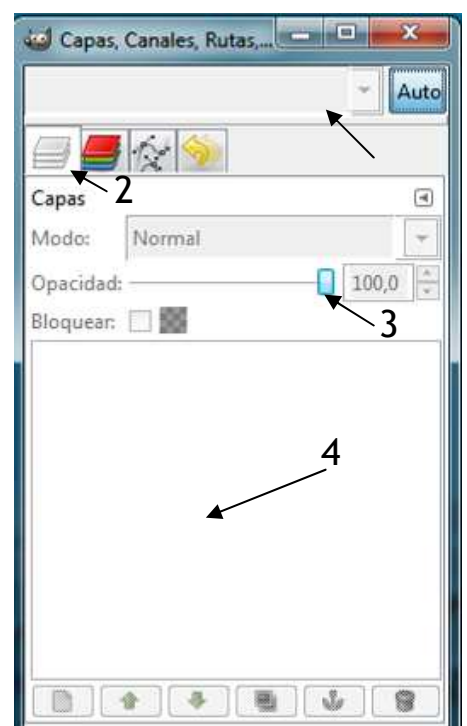 Capas, Canales, Rutas,...
Auto
2
Capas
Modo: Normal
Opacidad: 100,0
3
Bloquear:
4